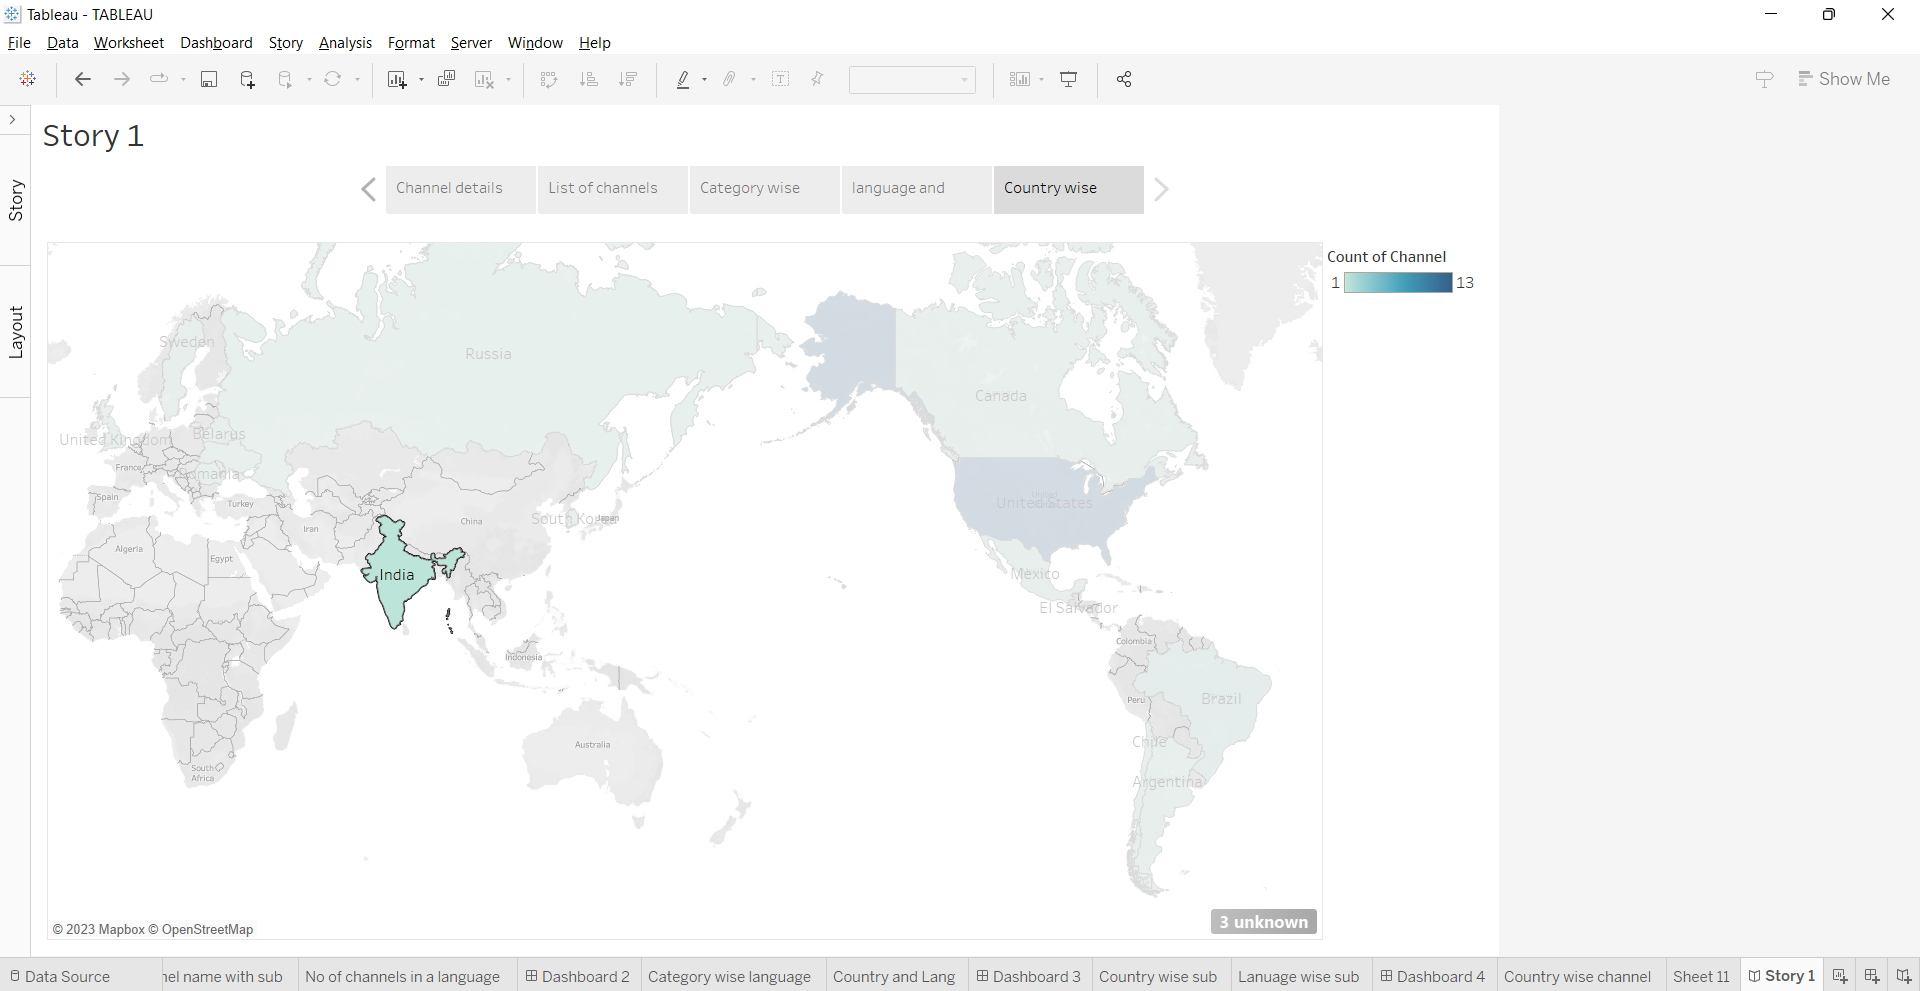 Tableau - TABLEAU
File Data Worksheet Dashboard Story Analysis Format Server Window Help
Show Me
Story
Layout
Story 1
Channel details
List of channels
Category wise
language and
Country wise
Count of Channel
1 13
Sweden
Russia
Canada
United Kingdom
Belarus
France
mania
Spain
Turkey
United States
South Korea
Japan
China
Iran
Algeria
Egypt
India
Mexico
El Salvador
Colombia
Indonesia
Peru
Brazil
Chile
Australia
Argentina
South
Africa
3 unknown
© 2023 Mapbox © OpenStreetMap
Data Source
nel name with sub
No of channels in a language
Dashboard 2
Category wise language
Country and Lang
Dashboard 3
Country wise sub
Lanuage wise sub
Dashboard 4
Country wise channel
Sheet 11
Story 1